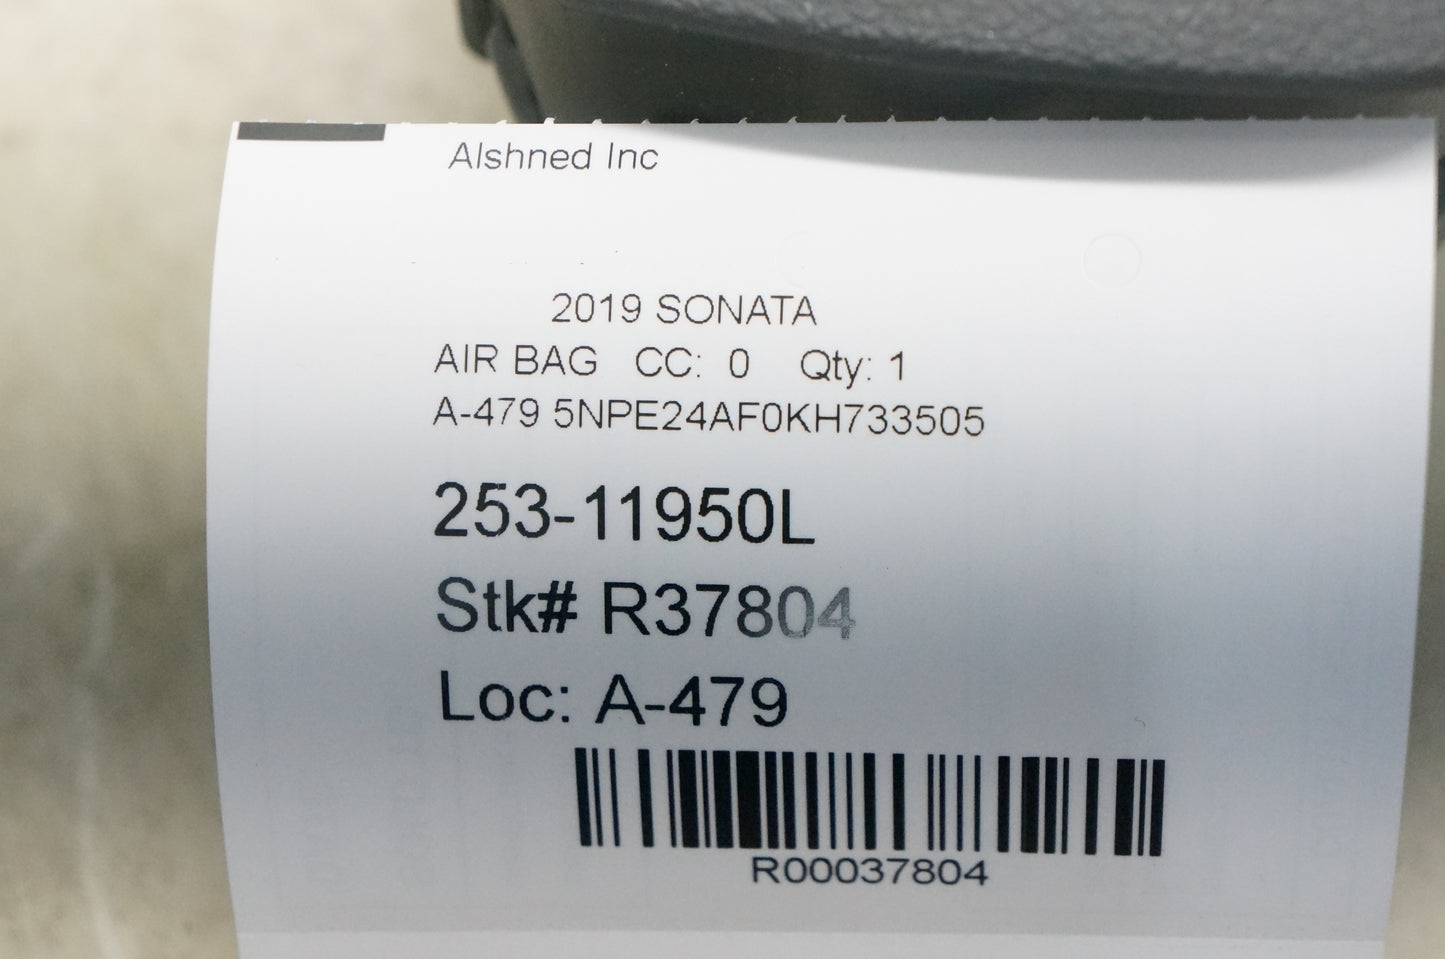 Alshned Inc
2019 SONATA
AIR BAG CC: 0 Qty: 1
A-479 5NPE24AF0KH733505
253-11950L
Stk# R37804
Loc: A-479
R00037804